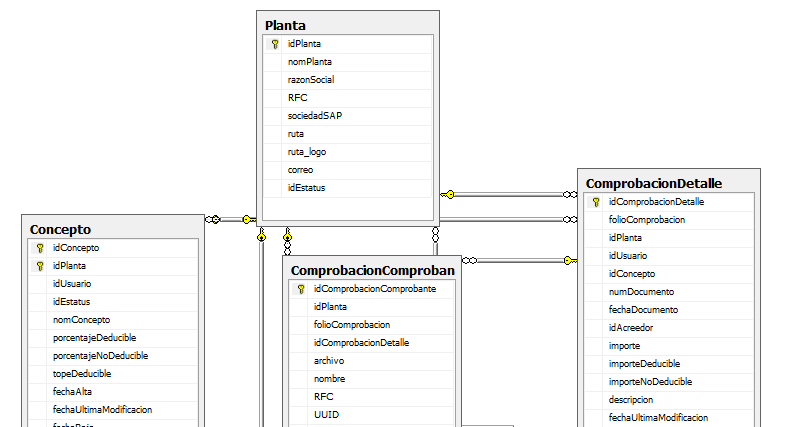 Planta
idPlanta
nomPlanta
razonSocial
RFC
sociedadSAP
ruta
ruta_logo
correo
idEstatus
Concepto
idConcepto
idPlanta
idUsuario
idEstatus
nomConcepto
porcentajeDeducible
porcentajeNoDeducible
topeDeducible
fechaAlta
fechaUltimaModificacion
fechaBaja
ComprobacionComproban
idComprobacionComprobante
idPlanta
folioComprobacion
idComprobacionDetalle
archivo
nombre
RFC
UUID
ComprobacionDetalle
idComprobacionDetalle
folioComprobacion
idPlanta
idUsuario
idConcepto
numDocumento
fechaDocumento
idAcreedor
importe
importeDeducible
importeNoDeducible
descripcion
fechaUltimaModificacion